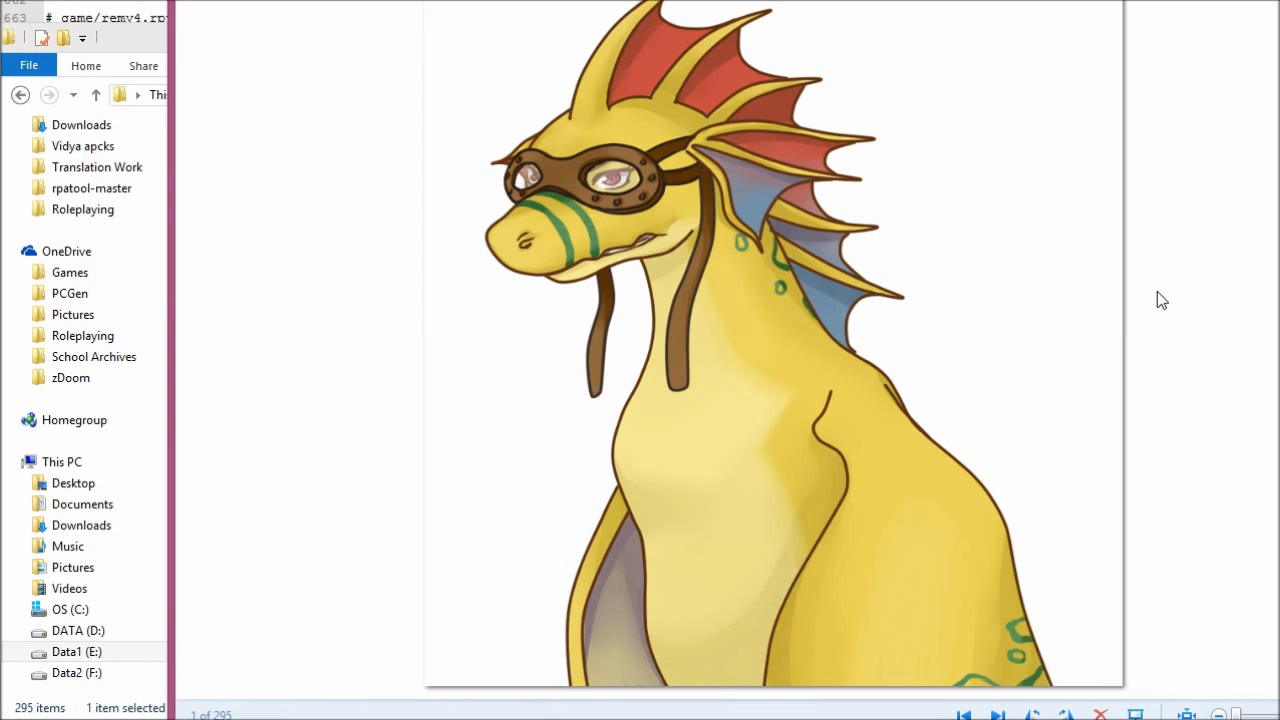 663 # game/remy4.rp
File Home Share
Thi
Downloads
Vidya apcks
Translation Work
rpatool-master
Roleplaying
OneDrive
Games
PCGen
Pictures
Roleplaying
School Archives
zDoom
Homegroup
This PC
Desktop
Documents
Downloads
Music
Pictures
Videos
OS (C:)
DATA (D:)
Data1 (E:)
Data2 (F:)
295 items 1 item selected
1 of 295